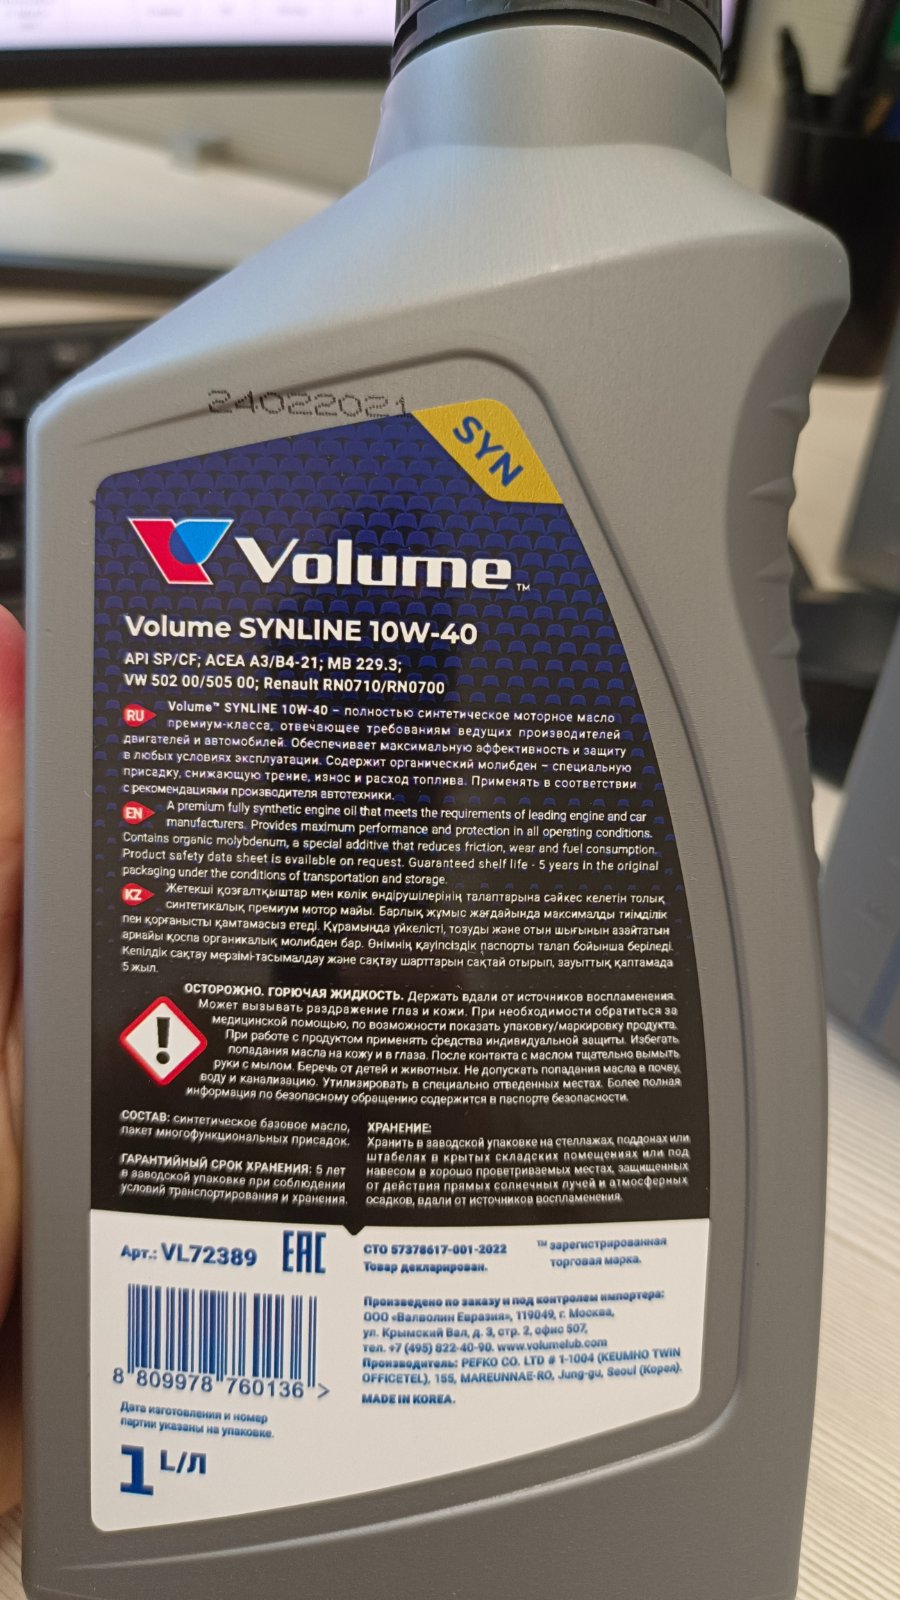 24022021
SYN
Volume™
Volume SYNLINE 10W-40
API SP/CF; ACEA A3/B4-21; MB 229.3;
VW 502 00/505 00; Renault RN0710/RN0700
RU Volume™ SYNLINE 10W-40 – полностью синтетическое моторное масло
премиум-класса, отвечающее требованиям ведущих производителей
двигателей и автомобилей. Обеспечивает максимальную эффективность и защиту
в любых условиях эксплуатации. Содержит органический молибден – специальную
присадку, снижающую трение, износ и расход топлива. Применять в соответствии
с рекомендациями производителя автотехники.
EN A premium fully synthetic engine oil that meets the requirements of leading engine and car
manufacturers. Provides maximum performance and protection in all operating conditions.
Contains organic molybdenum, a special additive that reduces friction, wear and fuel consumption.
Product safety data sheet is available on request. Guaranteed shelf life - 5 years in the original
packaging under the conditions of transportation and storage.
KZ Жетекші қозғалтқыштар мен көлік өндірушілерінің талаптарына сәйкес келетін толық
синтетикалық премиум мотор майы. Барлық жұмыс жағдайында максималды тиімділік
пен қорғанысты қамтамасыз етеді. Құрамында үйкелісті, тозуды және отын шығынын азайтатын
арнайы қоспа органикалық молибден бар. Өнімнің қауіпсіздік паспорты талап бойынша беріледі.
Кепілдік сақтау мерзімі-тасымалдау және сақтау шарттарын сақтай отырып, зауыттық қаптамада
5 жыл.
ОСТОРОЖНО. ГОРЮЧАЯ ЖИДКОСТЬ. Держать вдали от источников воспламенения.
Может вызывать раздражение глаз и кожи. При необходимости обратиться за
медицинской помощью, по возможности показать упаковку/маркировку продукта.
При работе с продуктом применять средства индивидуальной защиты. Избегать
попадания масла на кожу и в глаза. После контакта с маслом тщательно вымыть
руки с мылом. Беречь от детей и животных. Не допускать попадания масла в почву,
воду и канализацию. Утилизировать в специально отведенных местах. Более полная
информация по безопасному обращению содержится в паспорте безопасности.
СОСТАВ: синтетическое базовое масло,
пакет многофункциональных присадок.
ГАРАНТИЙНЫЙ СРОК ХРАНЕНИЯ: 5 лет
в заводской упаковке при соблюдении
условий транспортирования и хранения.
ХРАНЕНИЕ:
Хранить в заводской упаковке на стеллажах, поддонах или
штабелях в крытых складских помещениях или под
навесом в хорошо проветриваемых местах, защищенных
от действия прямых солнечных лучей и атмосферных
осадков, вдали от источников воспламенения.
Арт.: VL72389
EAC
СТО 57378617-001-2022
Товар декларирован.
™ зарегистрированная
торговая марка.
Произведено по заказу и под контролем импортера:
ООО «Валволин Евразия», 119049, г. Москва,
ул. Крымский Вал, д. 3, стр. 2, офис 507,
тел. +7 (495) 822-40-90. www.volumelub.com
Производитель: PEFKO CO. LTD # 1-1004 (KEUMHO TWIN
OFFICETEL), 155, MAREUNNAE-RO, Jung-gu, Seoul (Корея).
MADE IN KOREA.
8 809978 760136 >
Дата изготовления и номер
партии указаны на упаковке.
1 L/Л